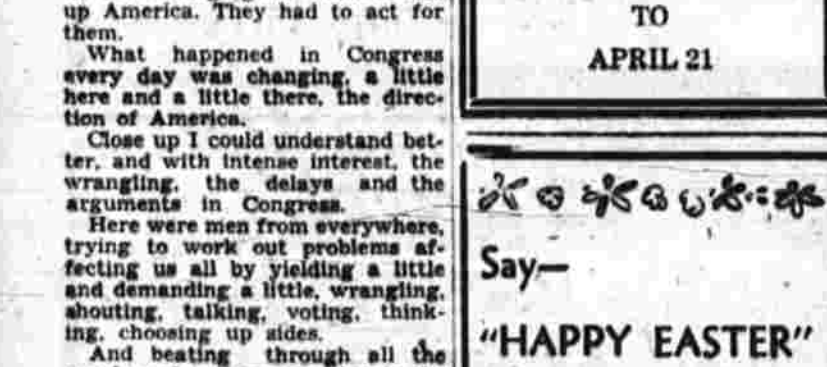 up America. They had to act for
them.
What happened in Congress
every day was changing, a little
here and a little there, the direc-
tion of America.
Close up I could understand bet-
ter, and with intense interest, the
wrangling, the delays and the
arguments in Congress.
Here were men from everywhere,
trying to work out problems af-
fecting us all by yielding a little
and demanding a little, wrangling,
shouting, talking, voting, think-
ing, choosing up sides.
And beating through all the
TO
APRIL 21
Say—
"HAPPY EASTER"